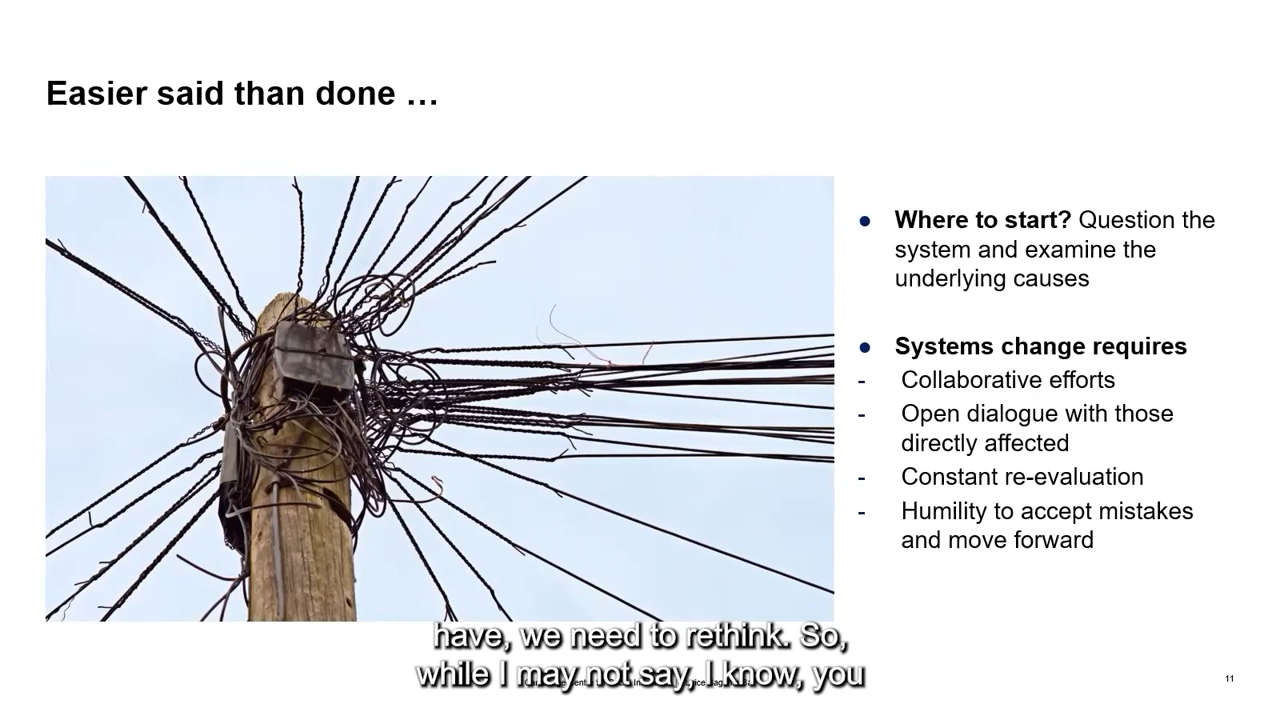 Easier said than done …
● Where to start? Question the
system and examine the
underlying causes
● Systems change requires
- Collaborative efforts
- Open dialogue with those
directly affected
- Constant re-evaluation
- Humility to accept mistakes
and move forward
have, we need to rethink. So,
while I may not say, I know, you
11